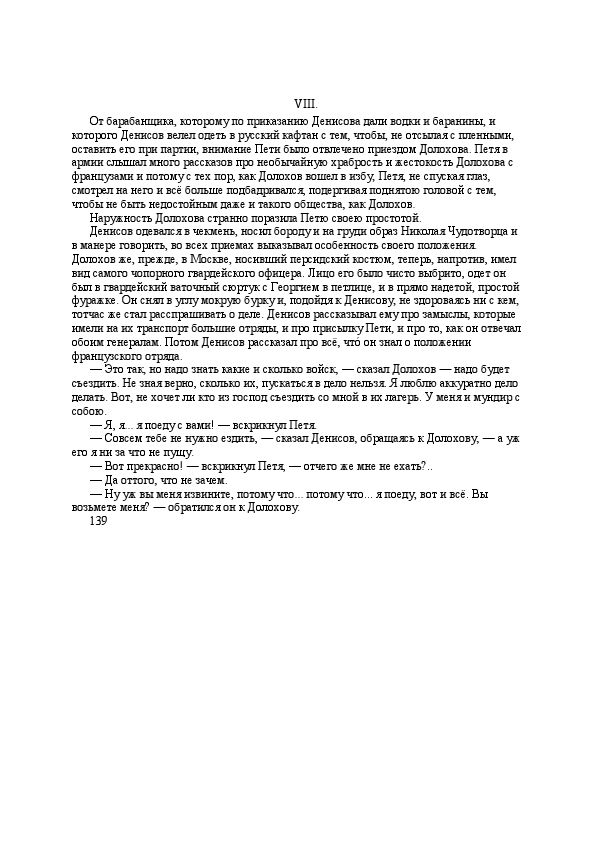 VIII.
От барабанщика, которому по приказанию Денисова дали водки и баранины, и
которого Денисов велел одеть в русский кафтан с тем, чтобы, не отсылая с пленными,
оставить его при партии, внимание Пети было отвлечено приездом Долохова. Петя в
армии слышал много рассказов про необычайную храбрость и жестокость Долохова с
французами и потому с тех пор, как Долохов вошел в избу, Петя, не спуская глаз,
смотрел на него и всё больше подбадривался, подергивая поднятою головой с тем,
чтобы не быть недостойным даже и такого общества, как Долохов.
Наружность Долохова странно поразила Петю своею простотой.
Денисов одевался в чекмень, носил бороду и на груди образ Николая Чудотворца и
в манере говорить, во всех приемах выказывал особенность своего положения.
Долохов же, прежде, в Москве, носивший персидский костюм, теперь, напротив, имел
вид самого чопорного гвардейского офицера. Лицо его было чисто выбрито, одет он
был в гвардейский ваточный сюртук с Георгием в петлице, и в прямо надетой, простой
фуражке. Он снял в углу мокрую бурку и, подойдя к Денисову, не здороваясь ни с кем,
тотчас же стал расспрашивать о деле. Денисов рассказывал ему про замыслы, которые
имели на их транспорт большие отряды, и про присылку Пети, и про то, как он отвечал
обоим генералам. Потом Денисов рассказал про всё, что́ он знал о положении
французского отряда.
— Это так, но надо знать какие и сколько войск, — сказал Долохов — надо будет
съездить. Не зная верно, сколько их, пускаться в дело нельзя. Я люблю аккуратно дело
делать. Вот, не хочет ли кто из господ съездить со мной в их лагерь. У меня и мундир с
собою.
— Я, я... я поеду с вами! — вскрикнул Петя.
— Совсем тебе не нужно ездить, — сказал Денисов, обращаясь к Долохову, — а уж
его я ни за что не пущу.
— Вот прекрасно! — вскрикнул Петя, — отчего же мне не ехать?..
— Да оттого, что не зачем.
— Ну уж вы меня извините, потому что... потому что... я поеду, вот и всё. Вы
возьмете меня? — обратился он к Долохову.
139